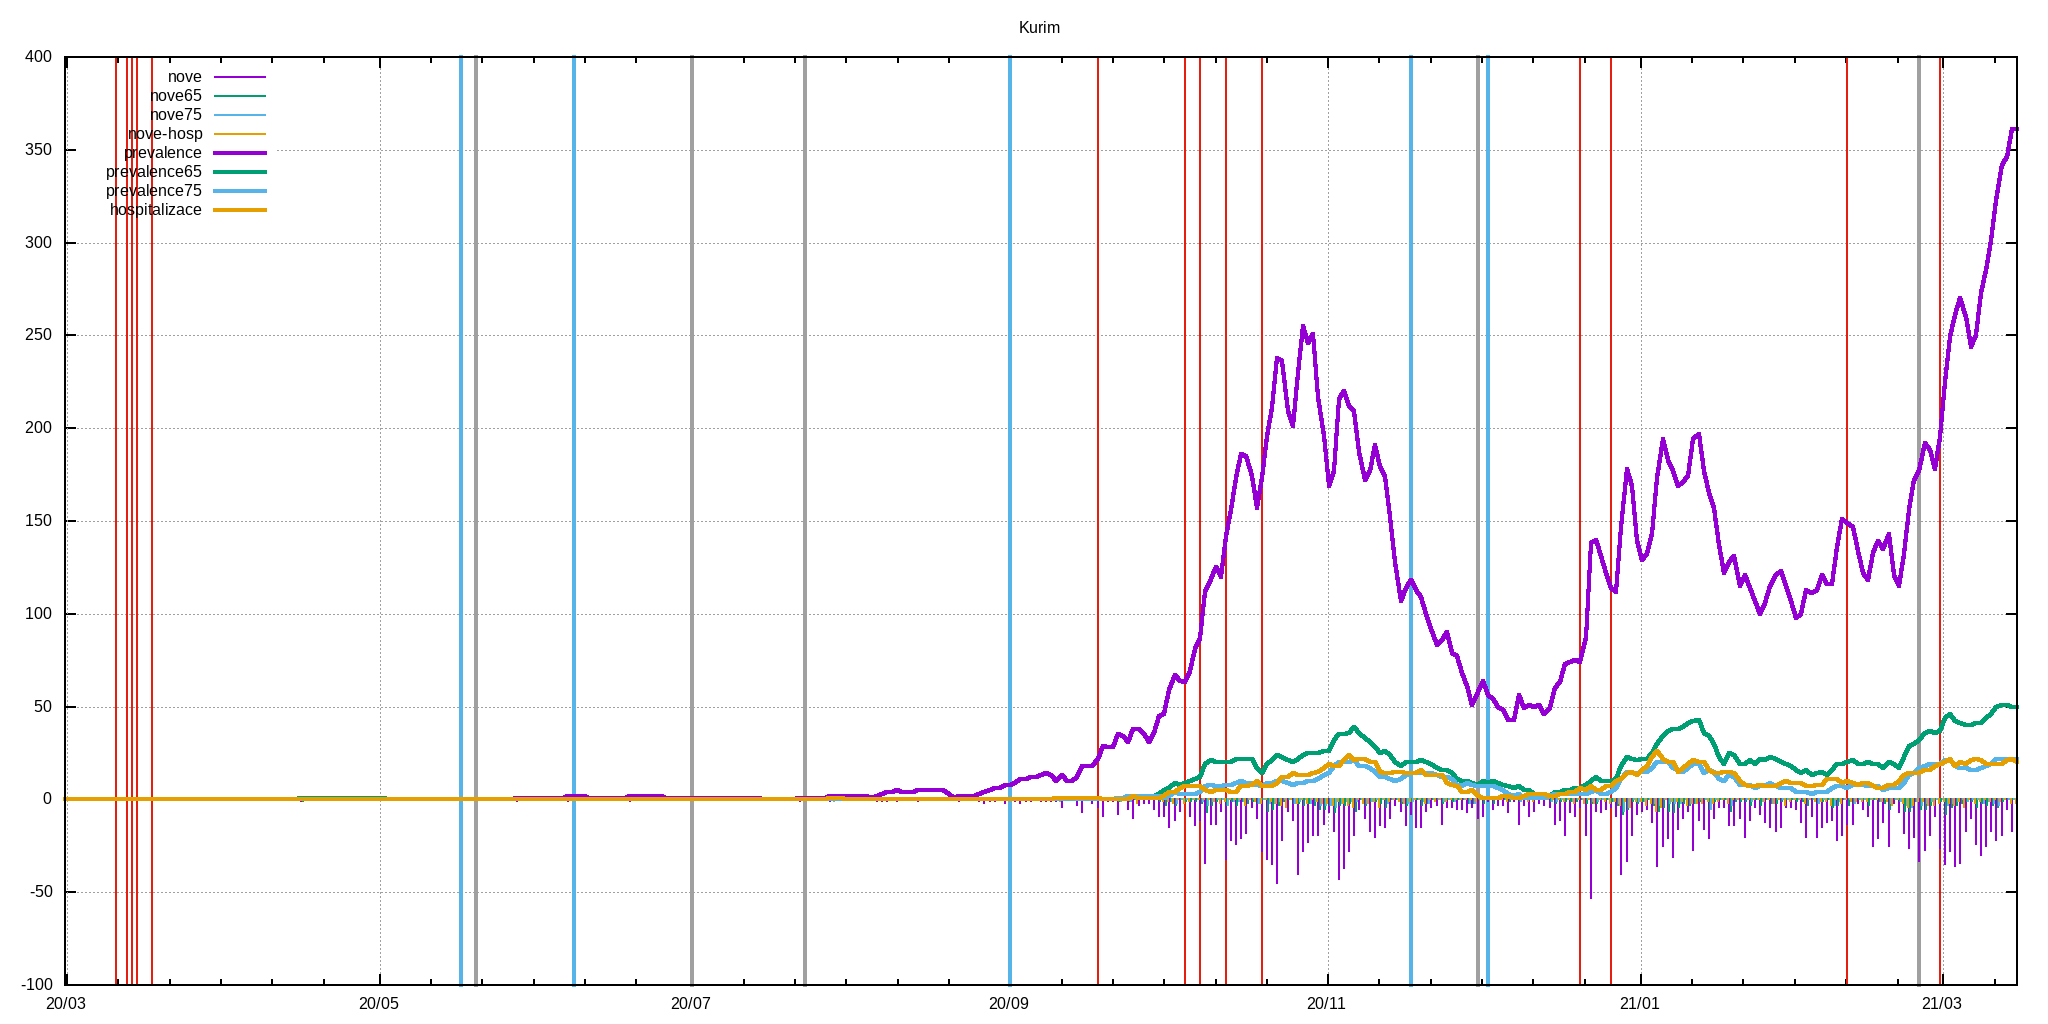 Kurim
400
350
300
250
200
150
100
50
0
-50
-100
nove
nove65
nove75
nove-hosp
prevalence
prevalence65
prevalence75
hospitalizace
20/03 20/05 20/07 20/09 20/11 21/01 21/03